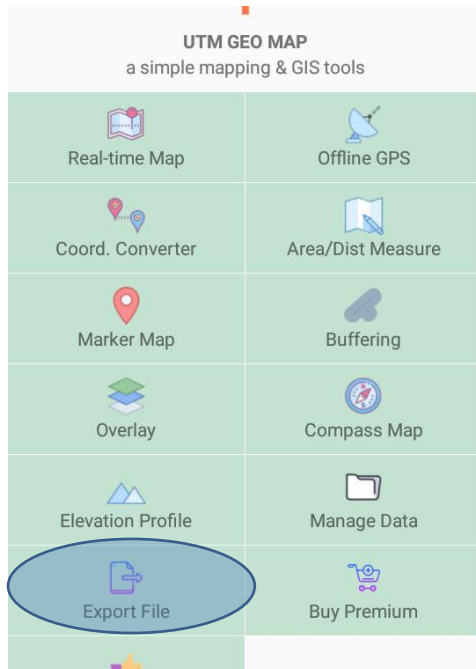 UTM GEO MAP
a simple mapping & GIS tools
Real-time Map
Offline GPS
Coord. Converter
Area/Dist Measure
Marker Map
Buffering
Overlay
Compass Map
Elevation Profile
Manage Data
Export File
Buy Premium